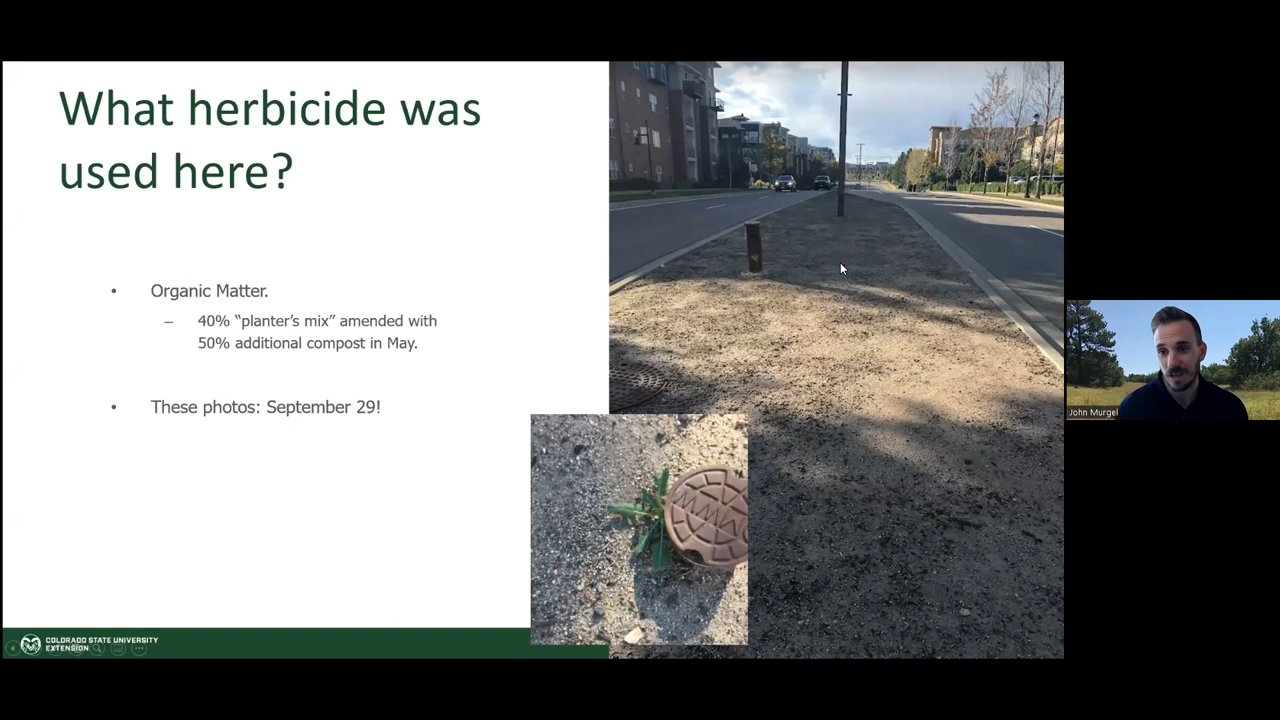 What herbicide was
used here?
• Organic Matter.
– 40% “planter’s mix” amended with
50% additional compost in May.
• These photos: September 29!
COLORADO STATE UNIVERSITY
EXTENSION
John Murgel